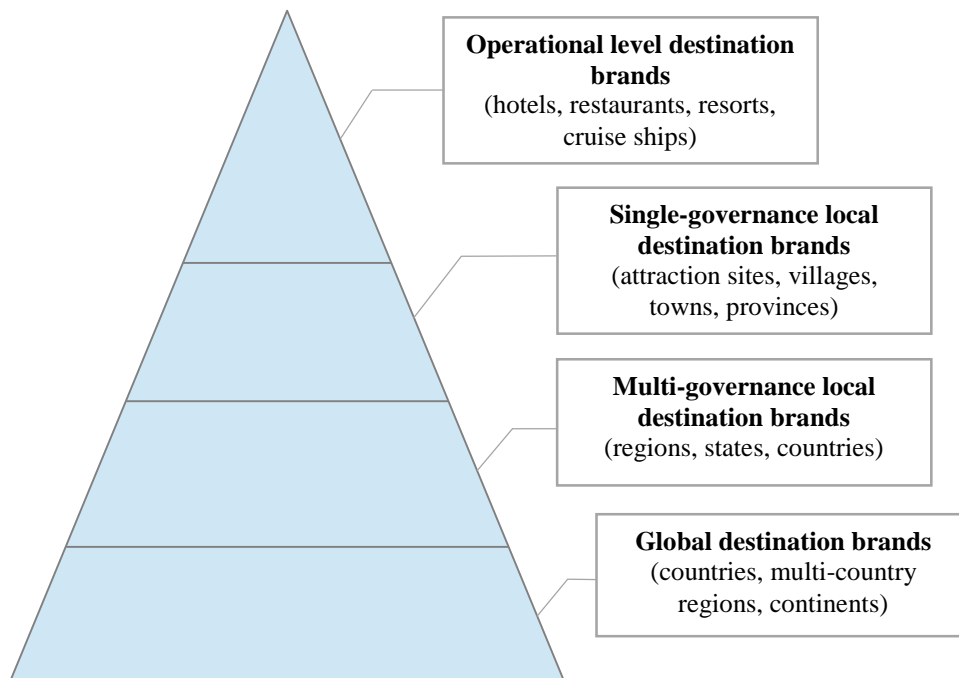 Operational level destination
brands
(hotels, restaurants, resorts,
cruise ships)
Single-governance local
destination brands
(attraction sites, villages,
towns, provinces)
Multi-governance local
destination brands
(regions, states, countries)
Global destination brands
(countries, multi-country
regions, continents)